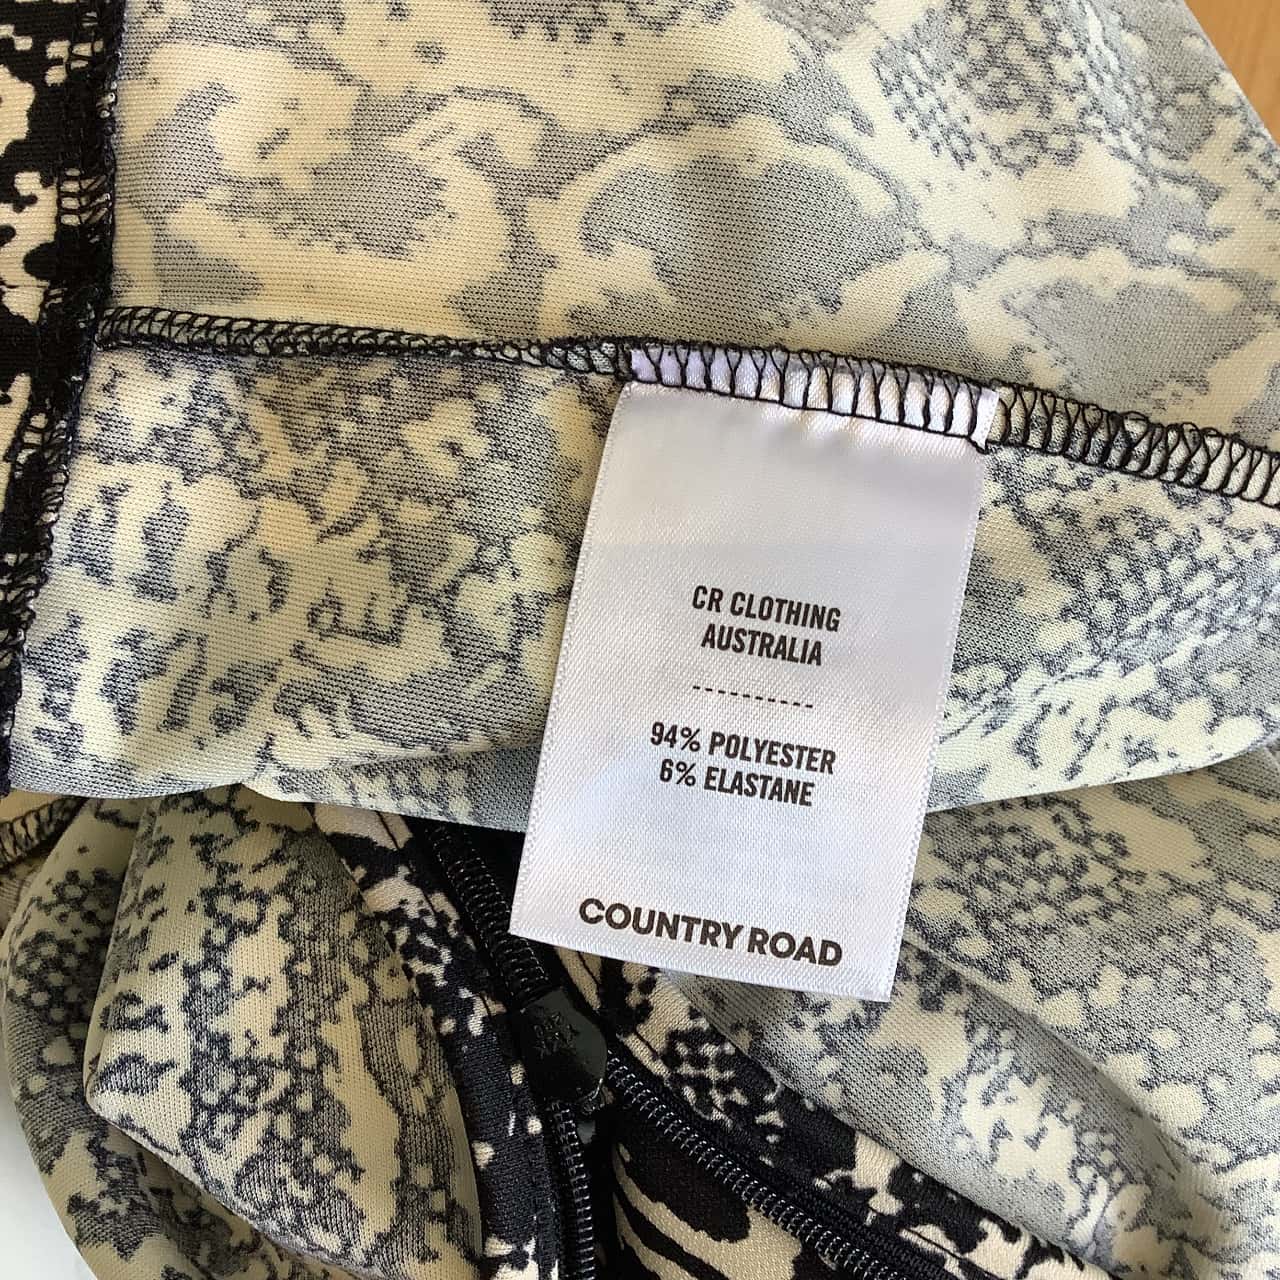 CR CLOTHING
AUSTRALIA
----------
94% POLYESTER
6% ELASTANE
COUNTRY ROAD